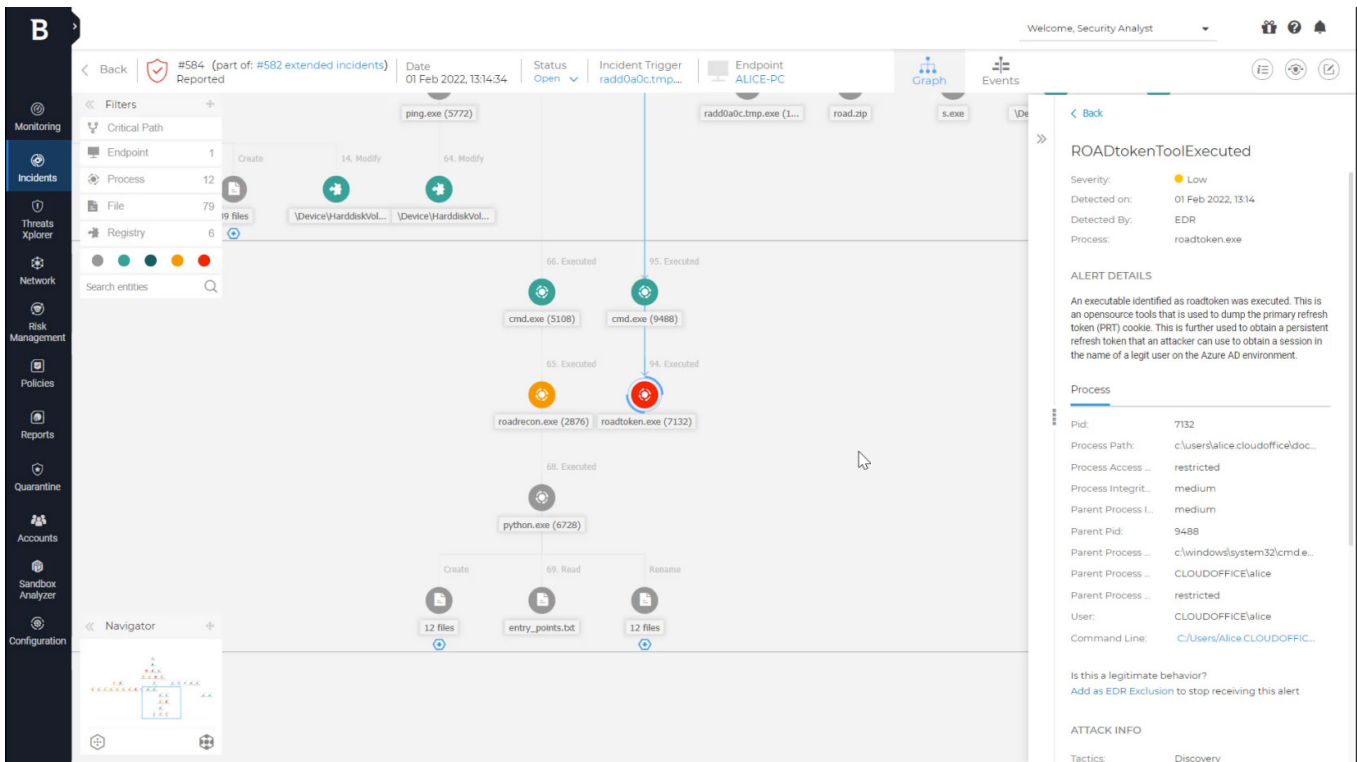 B
Welcome, Security Analyst
Back
#584 (part of: #582 extended incidents)
Reported
Date
01 Feb 2022, 13:14:34
Status
Open
Incident Trigger
radd0a0c.tmp....
Endpoint
ALICE-PC
Graph
Events
Monitoring
Incidents
Threats
Xplorer
Network
Risk
Management
Policies
Reports
Quarantine
Accounts
Sandbox
Analyzer
Configuration
Filters
Critical Path
Endpoint 1
Process 12
File 79
Registry 6
Search entities
ping.exe (5772)
radd0a0c.tmp.exe (1...
road.zip
s.exe
\De
Create
14. Modify
64. Modify
9 files
\Device\HarddiskVol...
\Device\HarddiskVol...
66. Executed
95. Executed
cmd.exe (5108)
cmd.exe (9488)
65. Executed
94. Executed
roadrecon.exe (2876)
roadtoken.exe (7132)
68. Executed
python.exe (6728)
Create
69. Read
Rename
12 files
entry_points.txt
12 files
Navigator
Back
ROADtokenToolExecuted
Severity: Low
Detected on: 01 Feb 2022, 13:14
Detected By: EDR
Process: roadtoken.exe
ALERT DETAILS
An executable identified as roadtoken was executed. This is
an opensource tools that is used to dump the primary refresh
token (PRT) cookie. This is further used to obtain a persistent
refresh token that an attacker can use to obtain a session in
the name of a legit user on the Azure AD environment.
Process
Pid: 7132
Process Path: c:\users\alice.cloudoffice\doc...
Process Access ... restricted
Process Integrit... medium
Parent Process I... medium
Parent Pid: 9488
Parent Process ... c:\windows\system32\cmd.e...
Parent Process ... CLOUDOFFICE\alice
Parent Process ... restricted
User: CLOUDOFFICE\alice
Command Line: C:/Users/Alice.CLOUDOFFIC...
Is this a legitimate behavior?
Add as EDR Exclusion to stop receiving this alert
ATTACK INFO
Tactics: Discovery